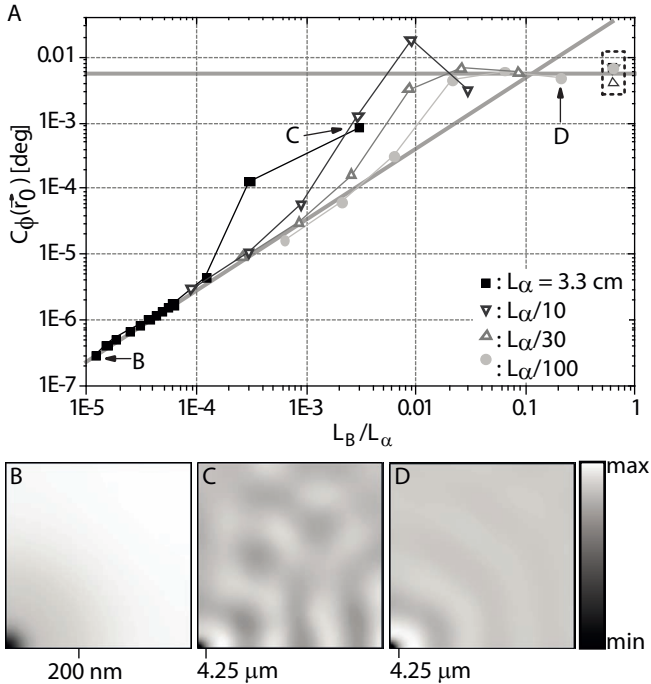 A
0.01
1E-3
1E-4
1E-5
1E-6
1E-7
Cϕ(r⃗0) [deg]
C
D
B
■ : Lα = 3.3 cm
▽ : Lα/10
△ : Lα/30
● : Lα/100
1E-5 1E-4 1E-3 0.01 0.1 1
LB/Lα
B C D max
min
200 nm 4.25 μm 4.25 μm